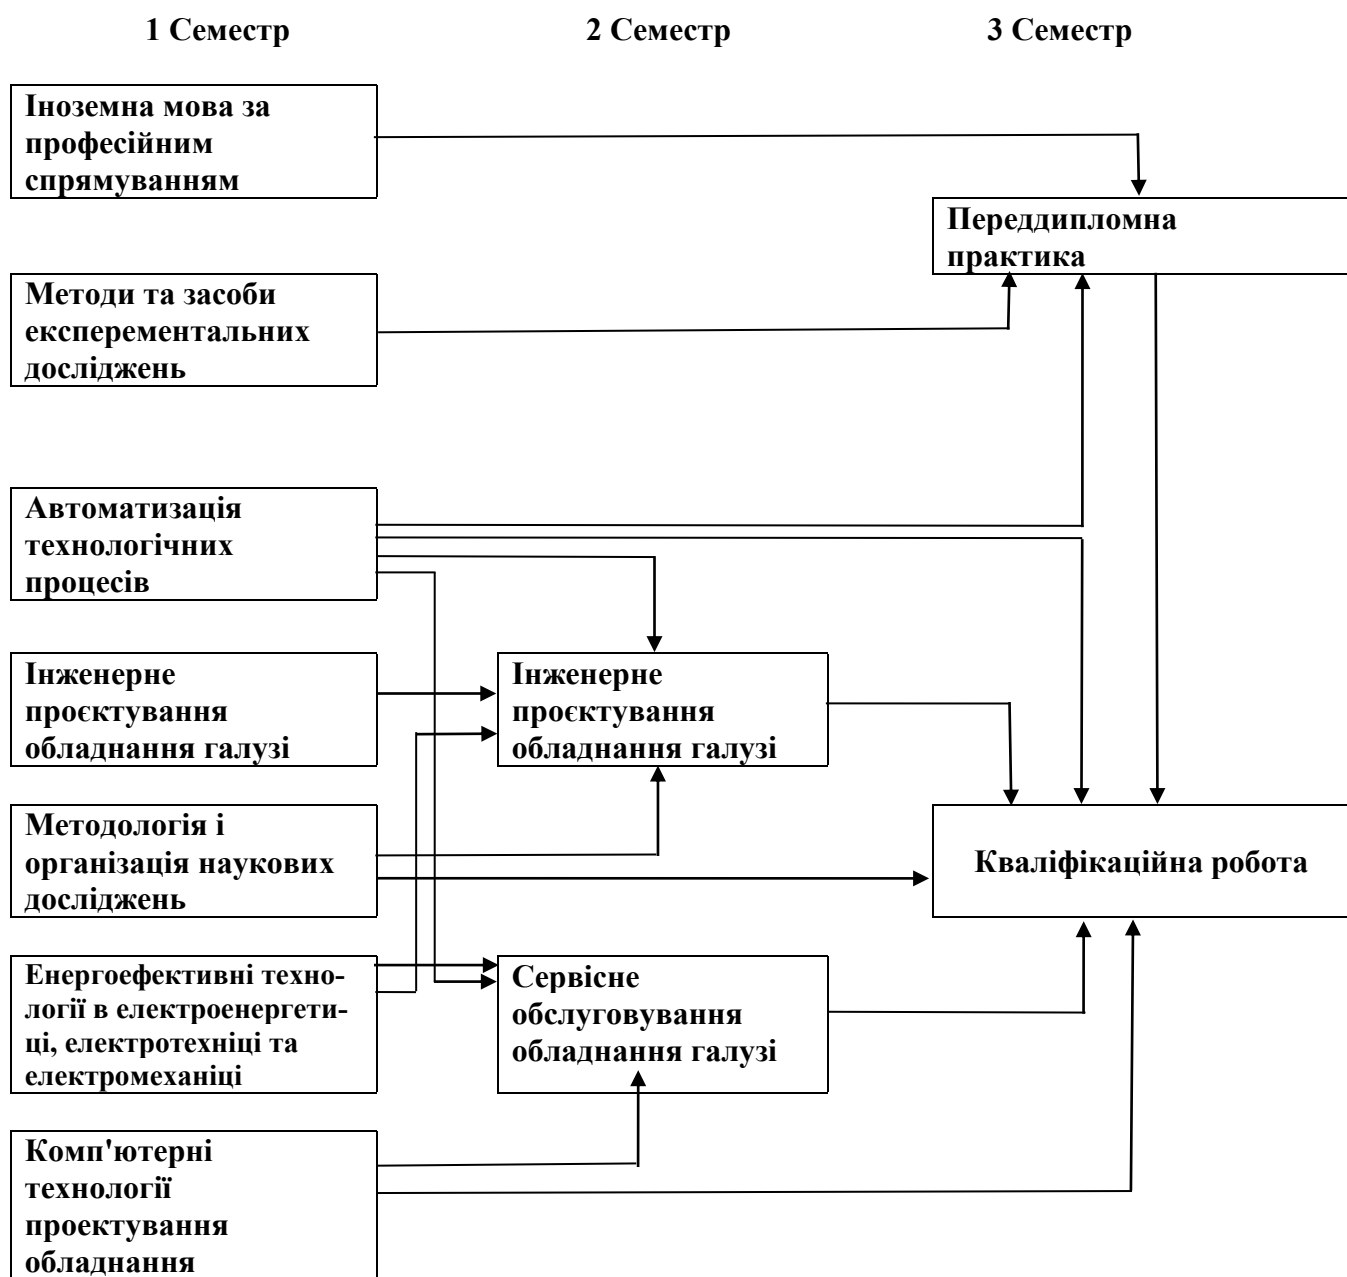 1 Семестр
2 Семестр
3 Семестр
Іноземна мова за
професійним
спрямуванням
Переддипломна
практика
Методи та засоби
експерементальних
досліджень
Автоматизація
технологічних
процесів
Інженерне
проєктування
обладнання галузі
Інженерне
проєктування
обладнання галузі
Методологія і
організація наукових
досліджень
Кваліфікаційна робота
Енергоефективні техно-
логії в електроенергети-
ці, електротехніці та
електромеханіці
Сервісне
обслуговування
обладнання галузі
Комп'ютерні
технології
проектування
обладнання